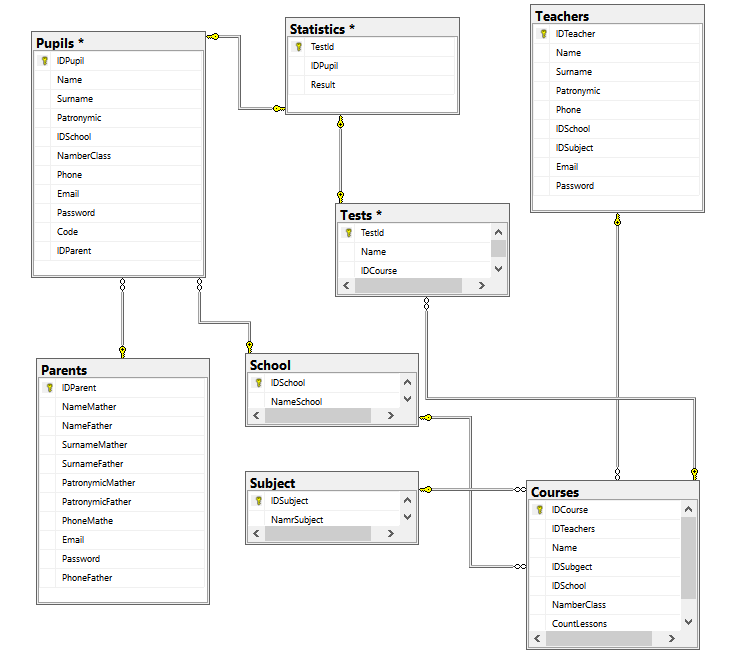 Pupils *
IDPupil
Name
Surname
Patronymic
IDSchool
NamberClass
Phone
Email
Password
Code
IDParent
Statistics *
TestId
IDPupil
Result
Teachers
IDTeacher
Name
Surname
Patronymic
Phone
IDSchool
IDSubject
Email
Password
Tests *
TestId
Name
IDCourse
Parents
IDParent
NameMather
NameFather
SurnameMather
SurnameFather
PatronymicMather
PatronymicFather
PhoneMathe
Email
Password
PhoneFather
School
IDSchool
NameSchool
Subject
IDSubject
NamrSubject
Courses
IDCourse
IDTeachers
Name
IDSubgect
IDSchool
NamberClass
CountLessons